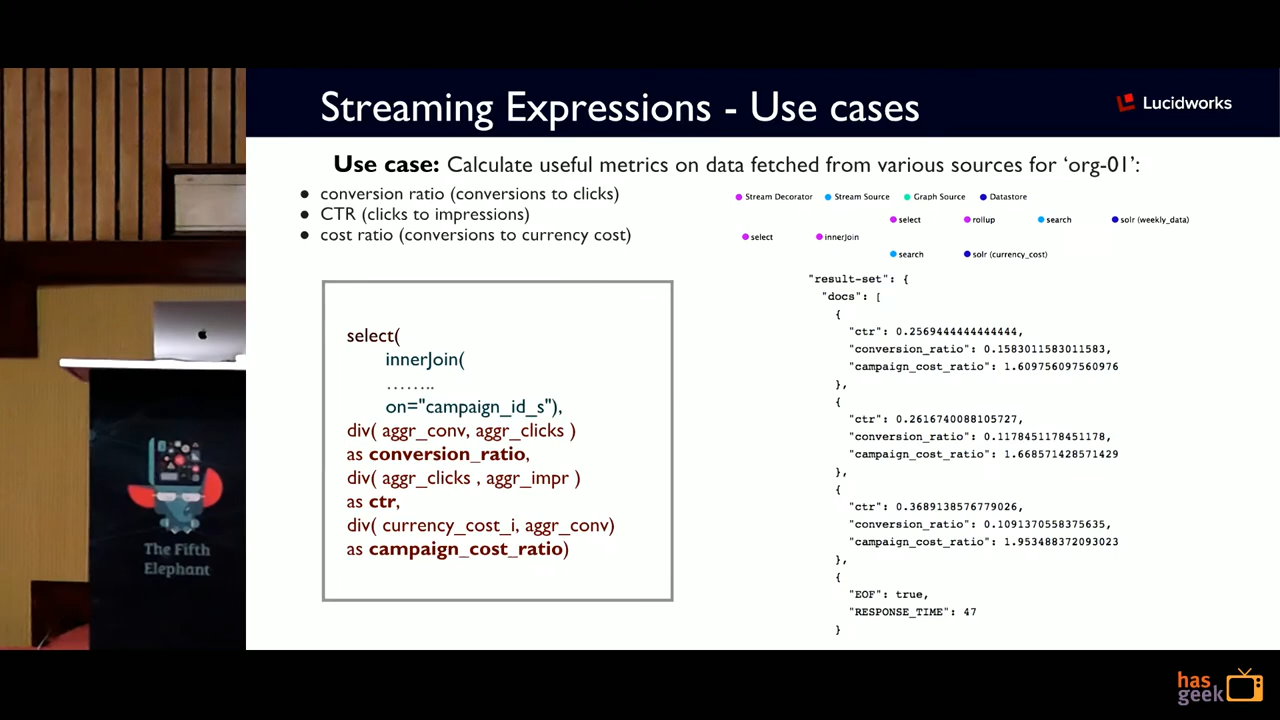 Streaming Expressions - Use cases
Lucidworks
Use case: Calculate useful metrics on data fetched from various sources for ‘org-01’:
● conversion ratio (conversions to clicks)
● CTR (clicks to impressions)
● cost ratio (conversions to currency cost)
Stream Decorator Stream Source Graph Source Datastore
select rollup search solr (weekly_data)
select innerJoin
search solr (currency_cost)
select(
innerJoin(
........
on="campaign_id_s"),
div( aggr_conv, aggr_clicks )
as conversion_ratio,
div( aggr_clicks , aggr_impr )
as ctr,
div( currency_cost_i, aggr_conv)
as campaign_cost_ratio)
"result-set": {
"docs": [
{
"ctr": 0.2569444444444444,
"conversion_ratio": 0.1583011583011583,
"campaign_cost_ratio": 1.609756097560976
},
{
"ctr": 0.2616740088105727,
"conversion_ratio": 0.1178451178451178,
"campaign_cost_ratio": 1.668571428571429
},
{
"ctr": 0.3689138576779026,
"conversion_ratio": 0.1091370558375635,
"campaign_cost_ratio": 1.953488372093023
},
{
"EOF": true,
"RESPONSE_TIME": 47
}
The Fifth
Elephant
has
geek